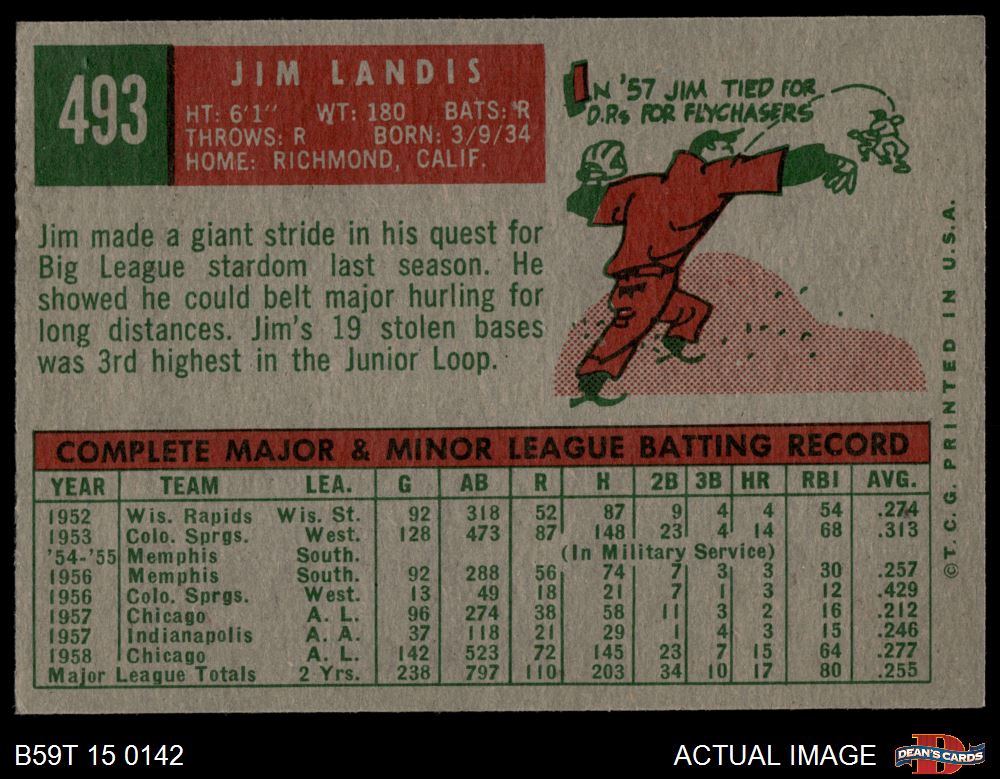 493
JIM LANDIS
HT: 6'1" WT: 180 BATS: R
THROWS: R BORN: 3/9/34
HOME: RICHMOND, CALIF.
IN '57 JIM TIED FOR
D.P.s FOR FLYCHASERS
Jim made a giant stride in his quest for
Big League stardom last season. He
showed he could belt major hurling for
long distances. Jim's 19 stolen bases
was 3rd highest in the Junior Loop.
COMPLETE MAJOR & MINOR LEAGUE BATTING RECORD
YEAR TEAM LEA. G AB R H 2B 3B HR RBI AVG.
1952 Wis. Rapids Wis. St. 92 318 52 87 9 4 4 54 .274
1953 Colo. Sprgs. West. 128 473 87 148 23 4 14 68 .313
'54-'55 Memphis South. (In Military Service)
1956 Memphis South. 92 288 56 74 7 3 3 30 .257
1956 Colo. Sprgs. West. 13 49 18 21 7 1 3 12 .429
1957 Chicago A. L. 96 274 38 58 11 3 2 16 .212
1957 Indianapolis A. A. 37 118 21 29 1 4 3 15 .246
1958 Chicago A. L. 142 523 72 145 23 7 15 64 .277
Major League Totals 2 Yrs. 238 797 110 203 34 10 17 80 .255
©T.C.G. PRINTED IN U.S.A.
B59T 15 0142
ACTUAL IMAGE
DEAN'S CARDS